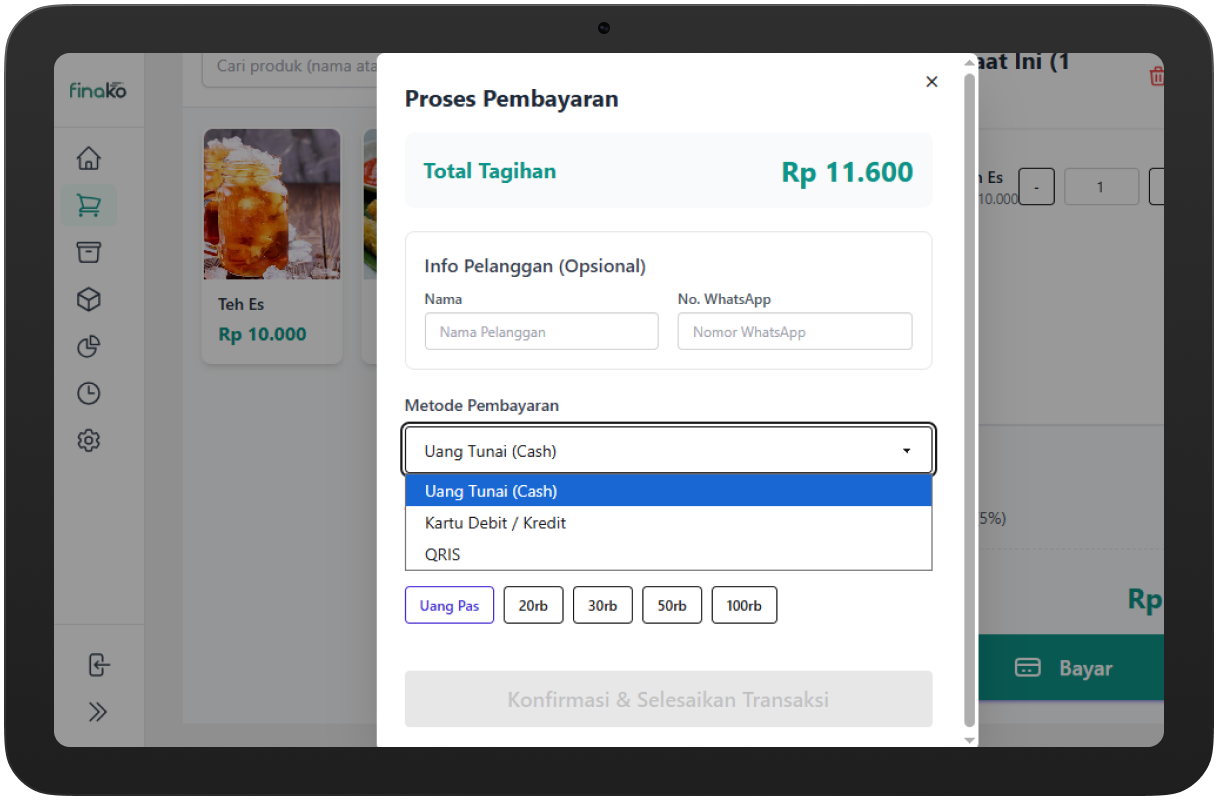 finako
Cari produk (nama ata
Teh Es
Rp 10.000
Proses Pembayaran
×
Total Tagihan
Rp 11.600
Info Pelanggan (Opsional)
Nama
No. WhatsApp
Nama Pelanggan
Nomor WhatsApp
Metode Pembayaran
Uang Tunai (Cash)
Uang Tunai (Cash)
Kartu Debit / Kredit
QRIS
Uang Pas
20rb
30rb
50rb
100rb
Konfirmasi & Selesaikan Transaksi
aat Ini (1
h Es
10.000
-
1
5%)
Rp
Bayar